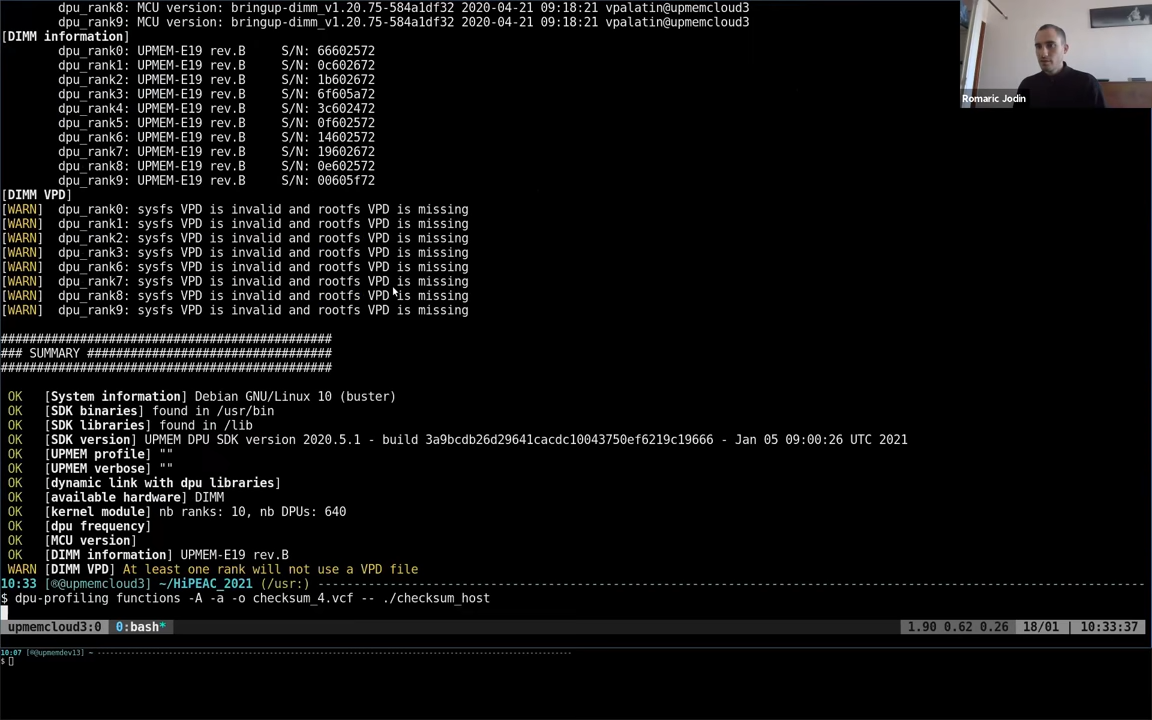 dpu_rank8: MCU version: bringup-dimm_v1.20.75-584a1df32 2020-04-21 09:18:21 vpalatin@upmemcloud3
dpu_rank9: MCU version: bringup-dimm_v1.20.75-584a1df32 2020-04-21 09:18:21 vpalatin@upmemcloud3
[DIMM information]
dpu_rank0: UPMEM-E19 rev.B S/N: 66602572
dpu_rank1: UPMEM-E19 rev.B S/N: 0c602672
dpu_rank2: UPMEM-E19 rev.B S/N: 1b602672
dpu_rank3: UPMEM-E19 rev.B S/N: 6f605a72
dpu_rank4: UPMEM-E19 rev.B S/N: 3c602472
dpu_rank5: UPMEM-E19 rev.B S/N: 0f602572
dpu_rank6: UPMEM-E19 rev.B S/N: 14602572
dpu_rank7: UPMEM-E19 rev.B S/N: 19602672
dpu_rank8: UPMEM-E19 rev.B S/N: 0e602572
dpu_rank9: UPMEM-E19 rev.B S/N: 00605f72
[DIMM VPD]
[WARN] dpu_rank0: sysfs VPD is invalid and rootfs VPD is missing
[WARN] dpu_rank1: sysfs VPD is invalid and rootfs VPD is missing
[WARN] dpu_rank2: sysfs VPD is invalid and rootfs VPD is missing
[WARN] dpu_rank3: sysfs VPD is invalid and rootfs VPD is missing
[WARN] dpu_rank6: sysfs VPD is invalid and rootfs VPD is missing
[WARN] dpu_rank7: sysfs VPD is invalid and rootfs VPD is missing
[WARN] dpu_rank8: sysfs VPD is invalid and rootfs VPD is missing
[WARN] dpu_rank9: sysfs VPD is invalid and rootfs VPD is missing
##############################################
### SUMMARY ##################################
##############################################
OK [System information] Debian GNU/Linux 10 (buster)
OK [SDK binaries] found in /usr/bin
OK [SDK libraries] found in /lib
OK [SDK version] UPMEM DPU SDK version 2020.5.1 - build 3a9bcdb26d29641cacdc10043750ef6219c19666 - Jan 05 09:00:26 UTC 2021
OK [UPMEM profile] ""
OK [UPMEM verbose] ""
OK [dynamic link with dpu libraries]
OK [available hardware] DIMM
OK [kernel module] nb ranks: 10, nb DPUs: 640
OK [dpu frequency]
OK [MCU version]
OK [DIMM information] UPMEM-E19 rev.B
WARN [DIMM VPD] At least one rank will not use a VPD file
10:33 [®@upmemcloud3] ~/HiPEAC_2021 (/usr:) --------------------------------------------------------------------------------------------------------------------
$ dpu-profiling functions -A -a -o checksum_4.vcf -- ./checksum_host
upmemcloud3:0 0:bash* 1.90 0.62 0.26 18/01 | 10:33:37
10:07 [®@upmemdev13] ~ ------------------------------------------------------------------------------------------------------------------------
$
Romaric Jodin